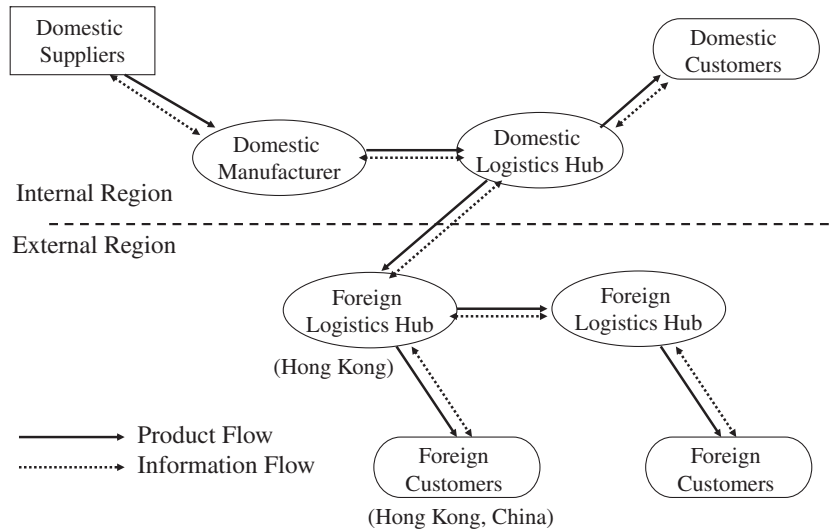 Domestic
Suppliers
Domestic
Customers
Domestic
Manufacturer
Domestic
Logistics Hub
Internal Region
External Region
Foreign
Logistics Hub
(Hong Kong)
Foreign
Logistics Hub
Product Flow
Information Flow
Foreign
Customers
(Hong Kong, China)
Foreign
Customers